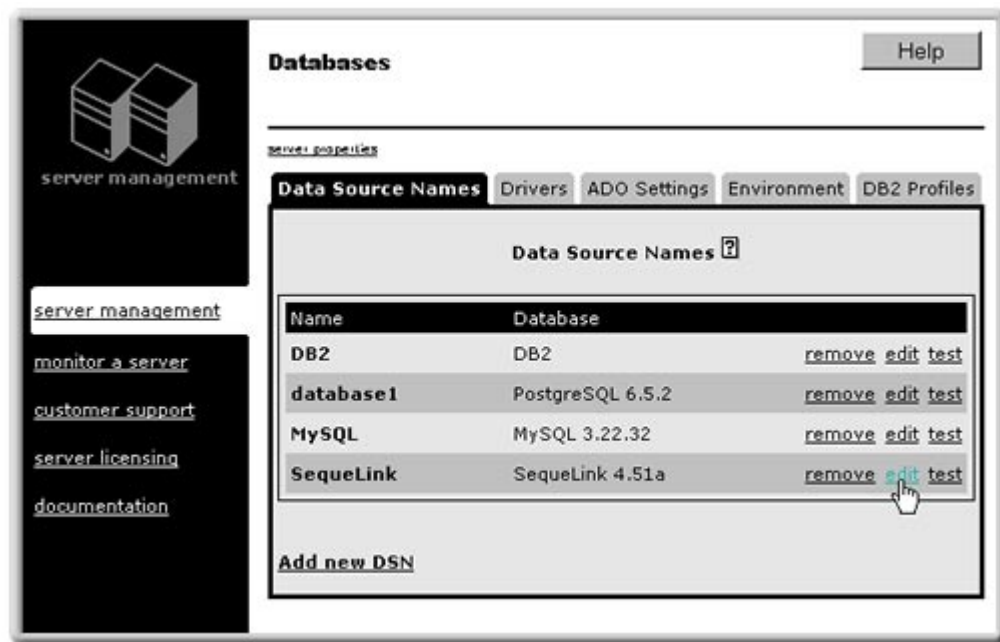 Databases
Help
server management
server properties
Data Source Names Drivers ADO Settings Environment DB2 Profiles
Data Source Names ?
server management
monitor a server
customer support
server licensing
documentation
Name Database
DB2 DB2 remove edit test
database1 PostgreSQL 6.5.2 remove edit test
MySQL MySQL 3.22.32 remove edit test
SequeLink SequeLink 4.51a remove edit test
Add new DSN